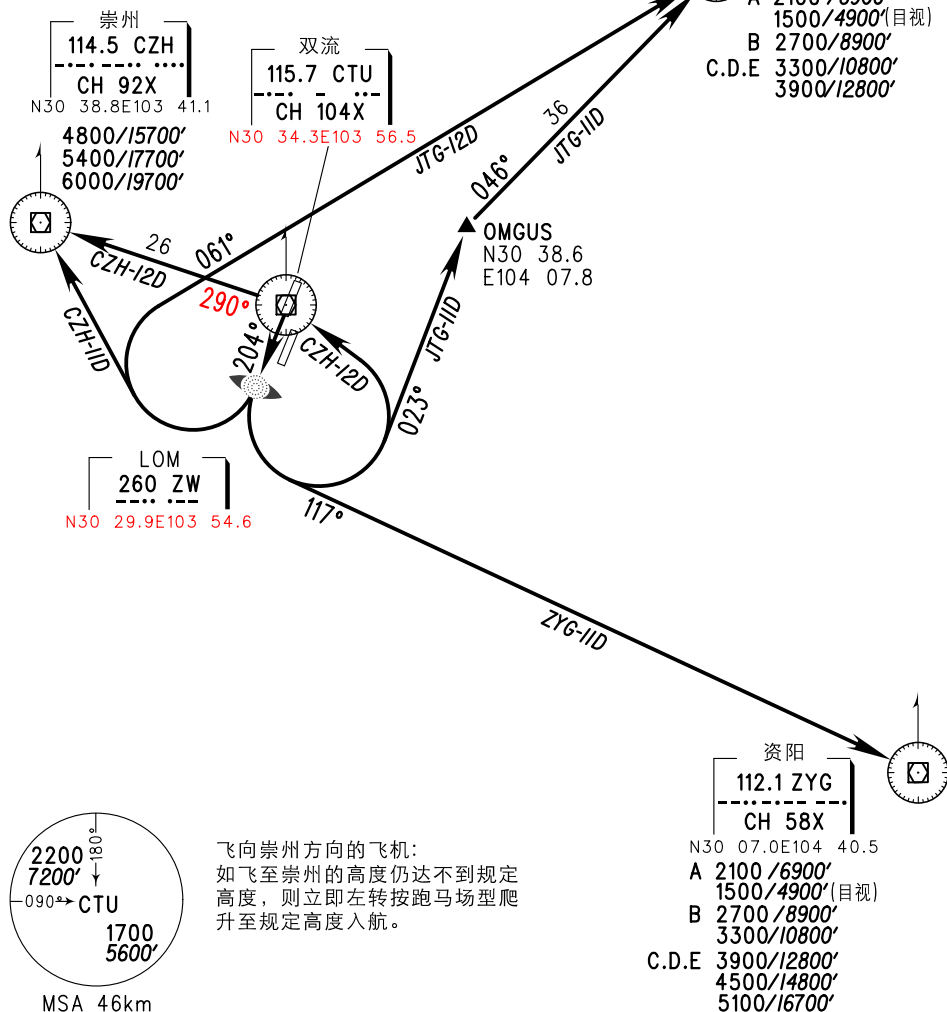 A 2100/6900′
1500/4900′(目视)
B 2700/8900′
C.D.E 3300/10800′
3900/12800′
崇州
114.5 CZH
CH 92X
N30 38.8E103 41.1
4800/15700′
5400/17700′
6000/19700′
双流
115.7 CTU
CH 104X
N30 34.3E103 56.5
JTG-12D
36
JTG-11D
046°
OMGUS
N30 38.6
E104 07.8
061°
26
CZH-12D
290°
CZH-11D
204°
CZH-12D
JTG-11D
023°
LOM
260 ZW
N30 29.9E103 54.6
117°
ZYG-11D
资阳
112.1 ZYG
CH 58X
N30 07.0E104 40.5
A 2100/6900′
1500/4900′(目视)
B 2700/8900′
3300/10800′
C.D.E 3900/12800′
4500/14800′
5100/16700′
180°
2200
7200′
090°
CTU
1700
5600′
MSA 46km
飞向崇州方向的飞机：
如飞至崇州的高度仍达不到规定
高度，则立即左转按跑马场型爬
升至规定高度入航。